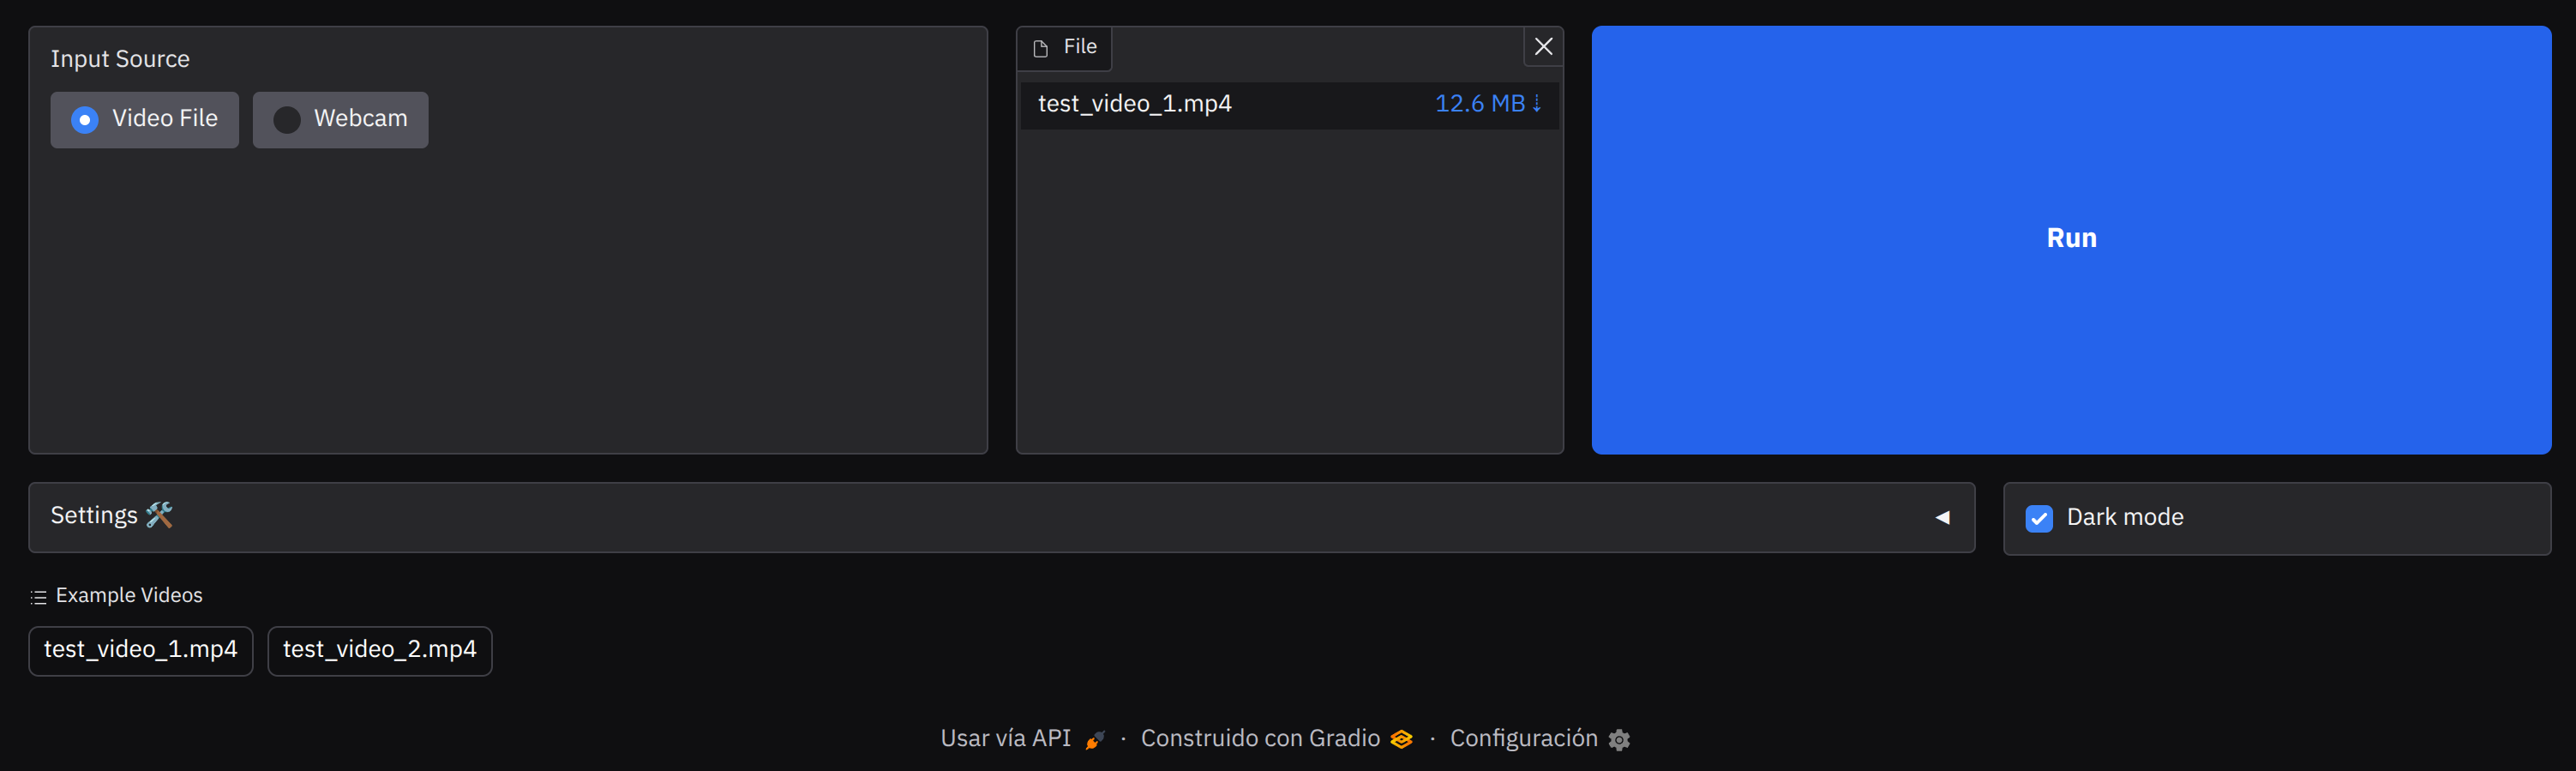 Input Source
Video File
Webcam
File
test_video_1.mp4 12.6 MB ⇣
Run
Settings 🛠️
Dark mode
Example Videos
test_video_1.mp4
test_video_2.mp4
Usar vía API · Construido con Gradio · Configuración